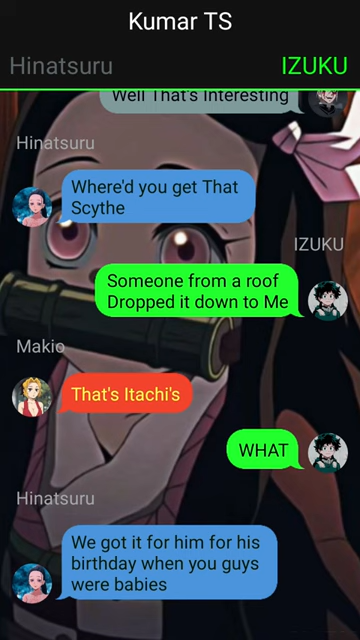 Kumar TS
Hinatsuru
IZUKU
Well That's Interesting
Hinatsuru
Where'd you get That
Scythe
IZUKU
Someone from a roof
Dropped it down to Me
Makio
That's Itachi's
WHAT
Hinatsuru
We got it for him for his
birthday when you guys
were babies